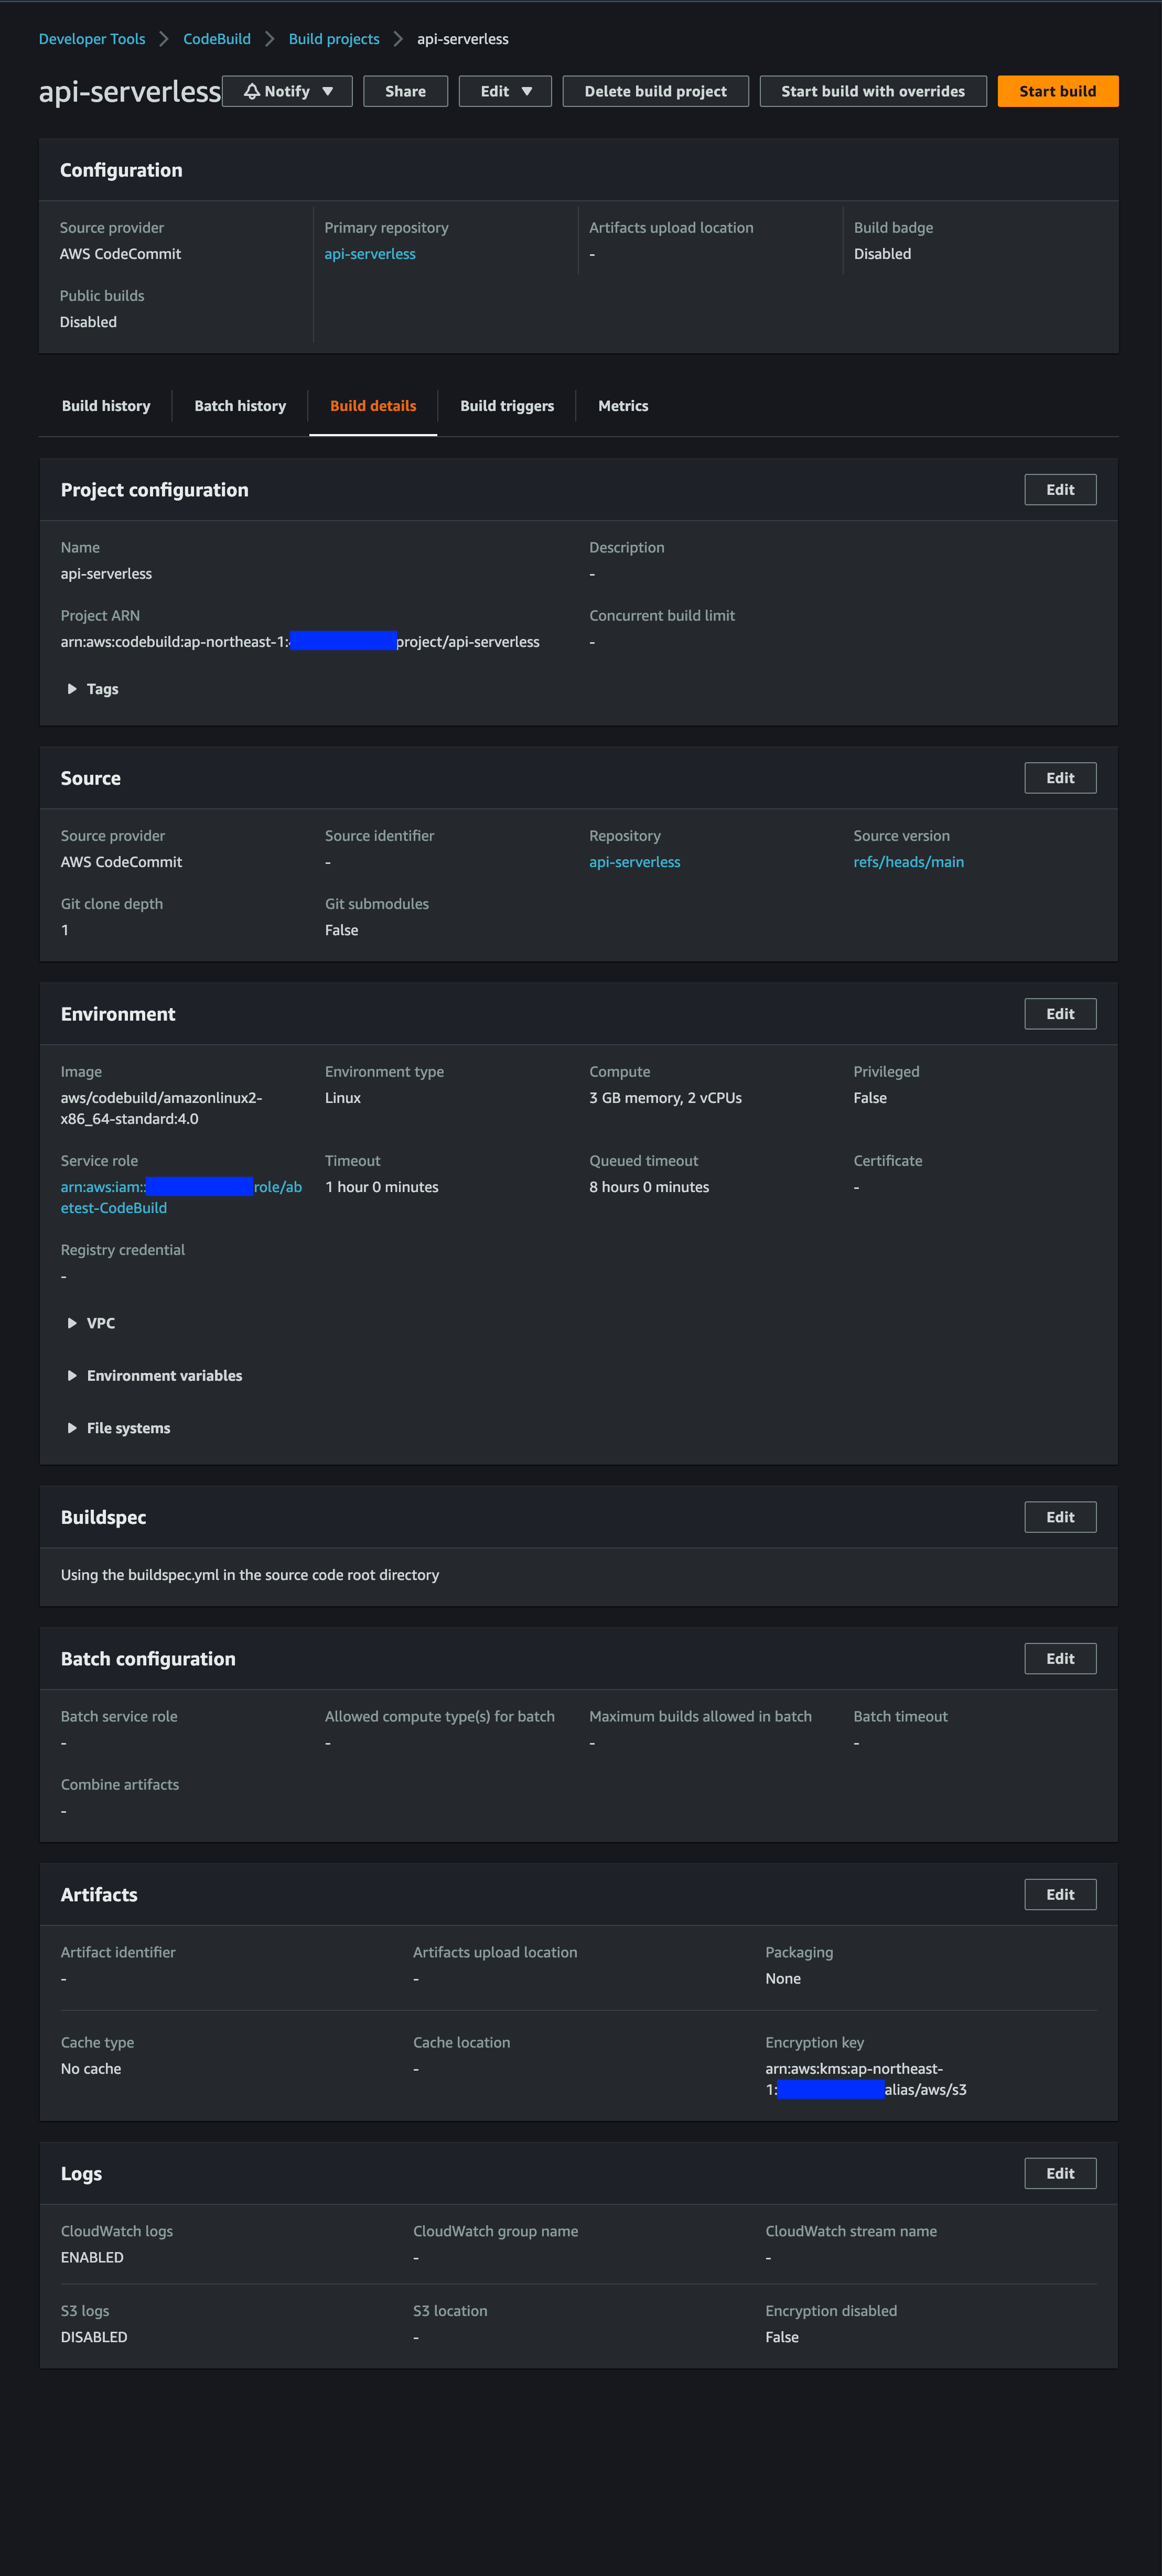 Developer Tools > CodeBuild > Build projects > api-serverless
api-serverless Notify ▼ Share Edit ▼ Delete build project Start build with overrides Start build
Configuration
Source provider Primary repository Artifacts upload location Build badge
AWS CodeCommit api-serverless - Disabled
Public builds
Disabled
Build history Batch history Build details Build triggers Metrics
Project configuration Edit
Name Description
api-serverless -
Project ARN Concurrent build limit
arn:aws:codebuild:ap-northeast-1: project/api-serverless -
Tags
Source Edit
Source provider Source identifier Repository Source version
AWS CodeCommit - api-serverless refs/heads/main
Git clone depth Git submodules
1 False
Environment Edit
Image Environment type Compute Privileged
aws/codebuild/amazonlinux2- Linux 3 GB memory, 2 vCPUs False
x86_64-standard:4.0
Service role Timeout Queued timeout Certificate
arn:aws:iam:: role/ab 1 hour 0 minutes 8 hours 0 minutes -
etest-CodeBuild
Registry credential
-
VPC
Environment variables
File systems
Buildspec Edit
Using the buildspec.yml in the source code root directory
Batch configuration Edit
Batch service role Allowed compute type(s) for batch Maximum builds allowed in batch Batch timeout
- - - -
Combine artifacts
-
Artifacts Edit
Artifact identifier Artifacts upload location Packaging
- - None
Cache type Cache location Encryption key
No cache - arn:aws:kms:ap-northeast-
1: alias/aws/s3
Logs Edit
CloudWatch logs CloudWatch group name CloudWatch stream name
ENABLED - -
S3 logs S3 location Encryption disabled
DISABLED - False